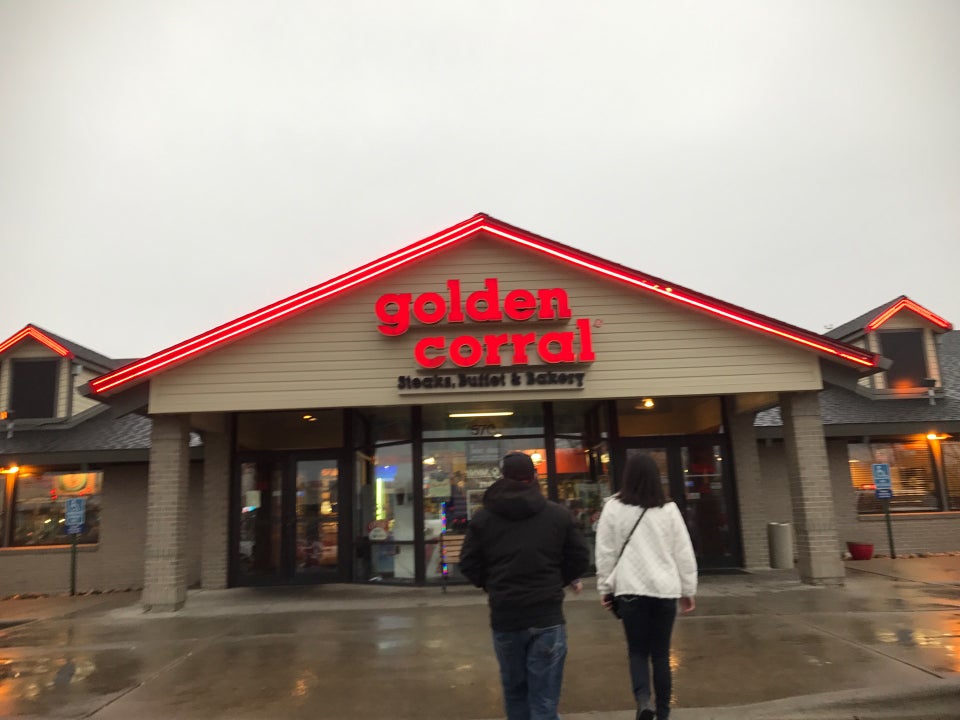 golden
corral
Steaks, Buffet & Bakery